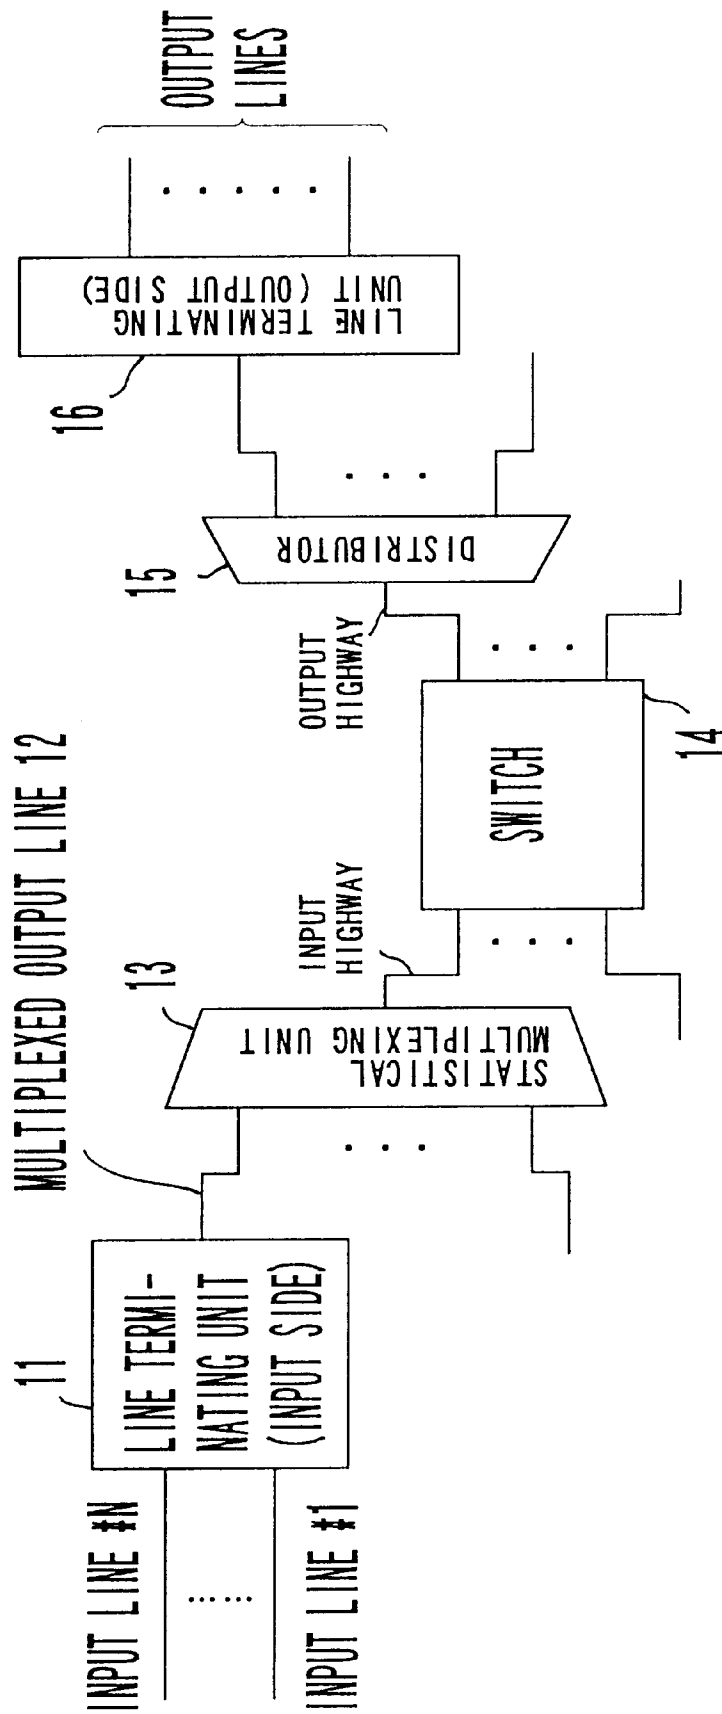 MULTIPLEXED OUTPUT LINE 12
INPUT LINE #N
INPUT LINE #1
11
LINE TERMI-
NATING UNIT
(INPUT SIDE)
13
STATISTICAL
MULTIPLEXING UNIT
INPUT
HIGHWAY
SWITCH
14
OUTPUT
HIGHWAY
15
DISTRIBUTOR
16
LINE TERMINATING
UNIT (OUTPUT SIDE)
OUTPUT
LINES